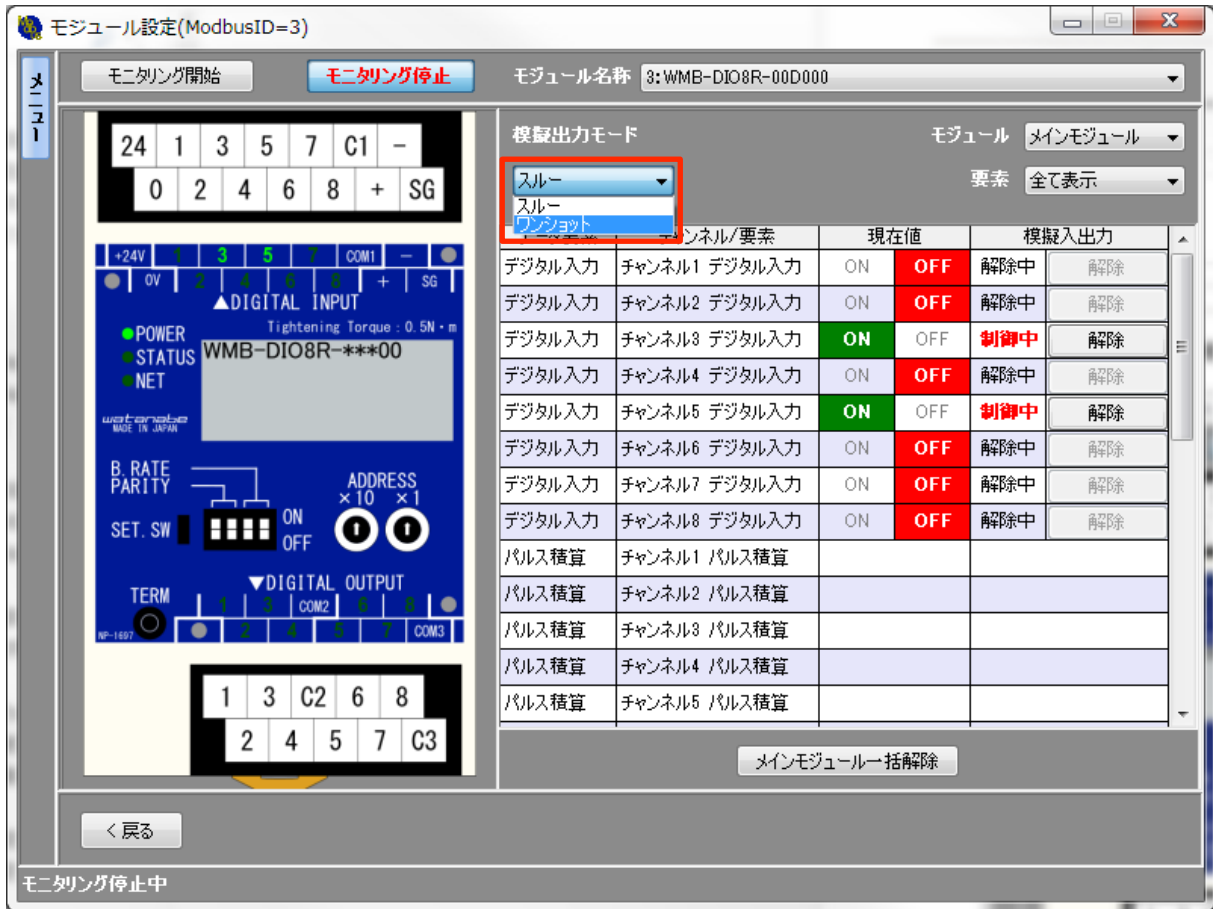 モジュール設定(ModbusID=3)
メニュー
モニタリング開始
モニタリング停止
モジュール名称
3:WMB-DIO8R-00D000
24 1 3 5 7 C1 −
0 2 4 6 8 + SG
+24V 1 3 5 7 COM1 −
0V 2 4 6 8 + SG
▲DIGITAL INPUT
Tightening Torque : 0.5N・m
POWER
STATUS
NET
WMB-DIO8R-***00
watanabe
MADE IN JAPAN
B.RATE
PARITY
ADDRESS
×10 ×1
SET.SW
ON
OFF
TERM
▼DIGITAL OUTPUT
1 3 COM2 6 8
2 4 5 7 COM3
NP-1697
1 3 C2 6 8
2 4 5 7 C3
模擬出力モード
モジュール
メインモジュール
スルー
スルー
ワンショット
要素
全て表示
ンネル/要素 現在値 模擬入出力
デジタル入力 チャンネル1 デジタル入力 ON OFF 解除中 解除
デジタル入力 チャンネル2 デジタル入力 ON OFF 解除中 解除
デジタル入力 チャンネル3 デジタル入力 ON OFF 制御中 解除
デジタル入力 チャンネル4 デジタル入力 ON OFF 解除中 解除
デジタル入力 チャンネル5 デジタル入力 ON OFF 制御中 解除
デジタル入力 チャンネル6 デジタル入力 ON OFF 解除中 解除
デジタル入力 チャンネル7 デジタル入力 ON OFF 解除中 解除
デジタル入力 チャンネル8 デジタル入力 ON OFF 解除中 解除
パルス積算 チャンネル1 パルス積算
パルス積算 チャンネル2 パルス積算
パルス積算 チャンネル3 パルス積算
パルス積算 チャンネル4 パルス積算
パルス積算 チャンネル5 パルス積算
メインモジュール一括解除
< 戻る
モニタリング停止中